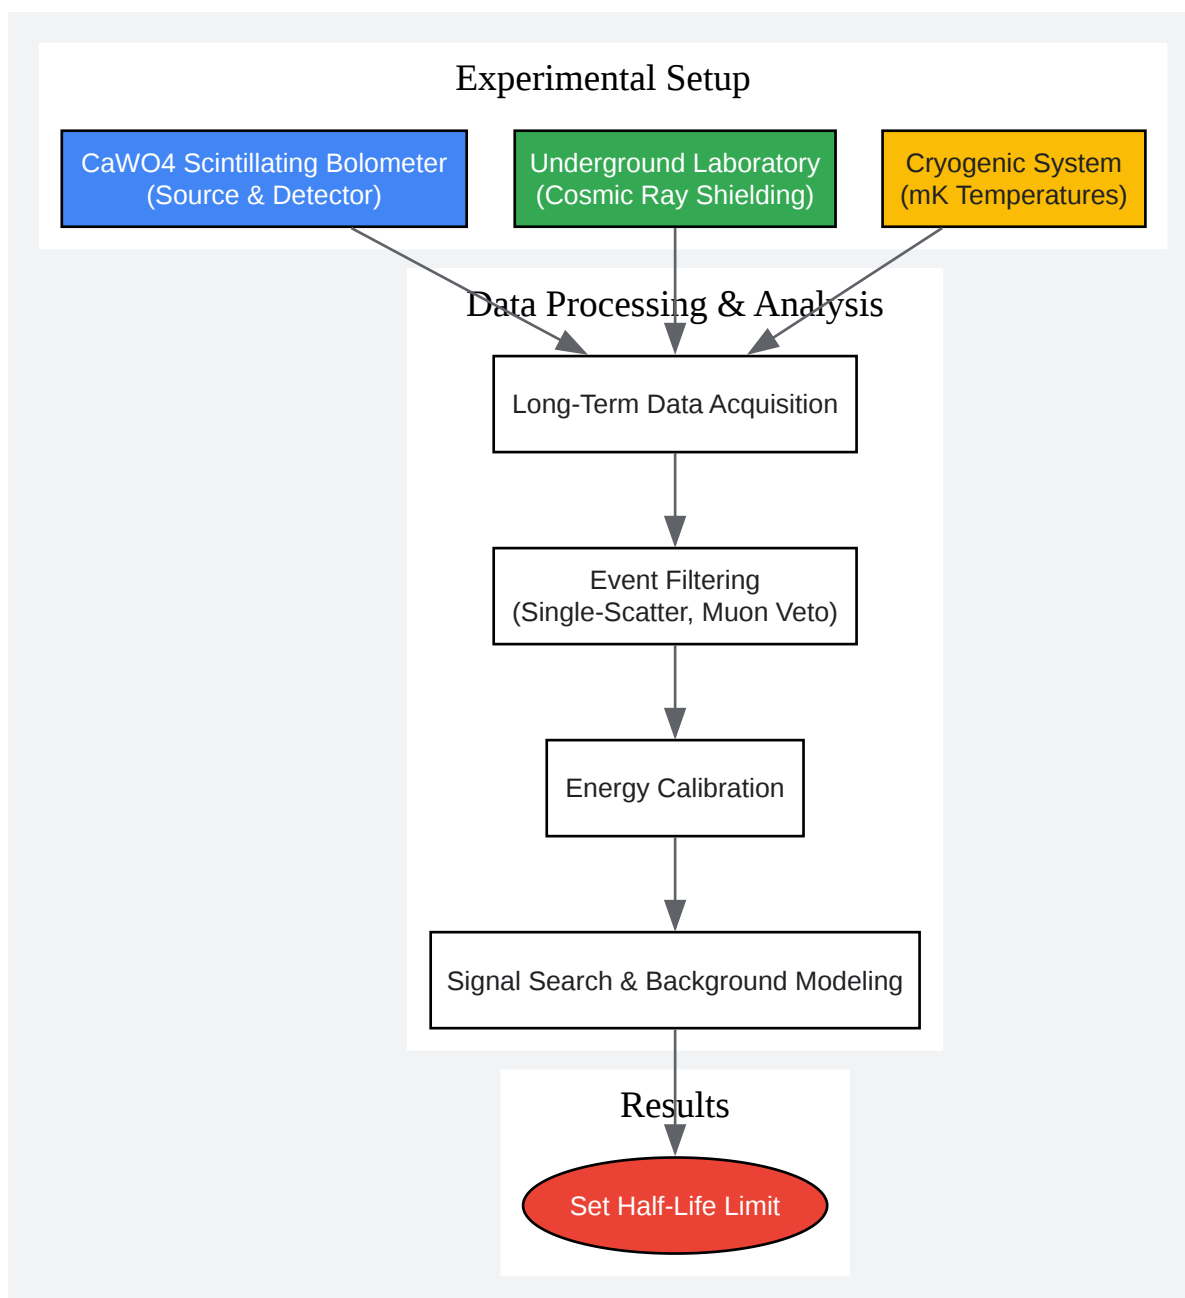 Experimental Setup
CaWO4 Scintillating Bolometer
(Source & Detector)
Underground Laboratory
(Cosmic Ray Shielding)
Cryogenic System
(mK Temperatures)
Data Processing & Analysis
Long-Term Data Acquisition
Event Filtering
(Single-Scatter, Muon Veto)
Energy Calibration
Signal Search & Background Modeling
Results
Set Half-Life Limit